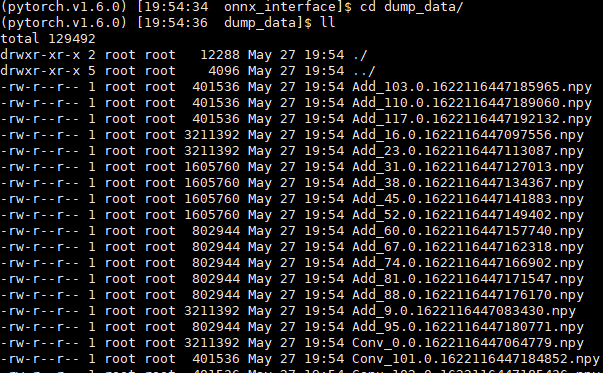 (pytorch.v1.6.0) [19:54:34  onnx_interface]$ cd dump_data/
(pytorch.v1.6.0) [19:54:36  dump_data]$ ll
total 129492
drwxr-xr-x 2 root root   12288 May 27 19:54 ./
drwxr-xr-x 5 root root    4096 May 27 19:54 ../
-rw-r--r-- 1 root root  401536 May 27 19:54 Add_103.0.1622116447185965.npy
-rw-r--r-- 1 root root  401536 May 27 19:54 Add_110.0.1622116447189060.npy
-rw-r--r-- 1 root root  401536 May 27 19:54 Add_117.0.1622116447192132.npy
-rw-r--r-- 1 root root 3211392 May 27 19:54 Add_16.0.1622116447097556.npy
-rw-r--r-- 1 root root 3211392 May 27 19:54 Add_23.0.1622116447113087.npy
-rw-r--r-- 1 root root 1605760 May 27 19:54 Add_31.0.1622116447127013.npy
-rw-r--r-- 1 root root 1605760 May 27 19:54 Add_38.0.1622116447134367.npy
-rw-r--r-- 1 root root 1605760 May 27 19:54 Add_45.0.1622116447141883.npy
-rw-r--r-- 1 root root 1605760 May 27 19:54 Add_52.0.1622116447149402.npy
-rw-r--r-- 1 root root  802944 May 27 19:54 Add_60.0.1622116447157740.npy
-rw-r--r-- 1 root root  802944 May 27 19:54 Add_67.0.1622116447162318.npy
-rw-r--r-- 1 root root  802944 May 27 19:54 Add_74.0.1622116447166902.npy
-rw-r--r-- 1 root root  802944 May 27 19:54 Add_81.0.1622116447171547.npy
-rw-r--r-- 1 root root  802944 May 27 19:54 Add_88.0.1622116447176170.npy
-rw-r--r-- 1 root root 3211392 May 27 19:54 Add_9.0.1622116447083430.npy
-rw-r--r-- 1 root root  802944 May 27 19:54 Add_95.0.1622116447180771.npy
-rw-r--r-- 1 root root 3211392 May 27 19:54 Conv_0.0.1622116447064779.npy
-rw-r--r-- 1 root root  401536 May 27 19:54 Conv_101.0.1622116447184852.npy